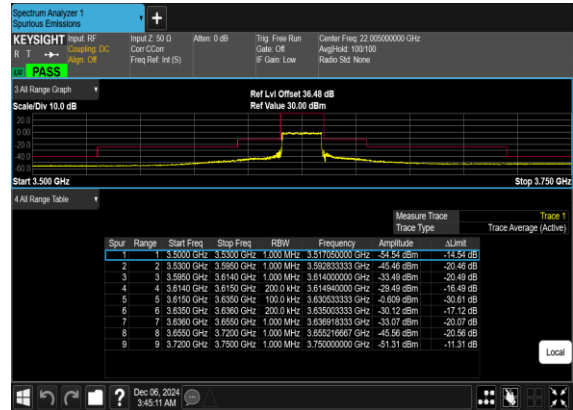 Spectrum Analyzer 1
Spurious Emissions
+
KEYSIGHT Input: RF Input Z: 50 Ω Atten: 0 dB Trig: Free Run Center Freq: 22.005000000 GHz
R T Coupling: DC Corr CCorr Gate: Off Avg|Hold: 100/100
Align: Off Freq Ref: Int (S) IF Gain: Low Radio Std: None
PASS
3 All Range Graph
Ref Lvl Offset 36.48 dB
Scale/Div 10.0 dB Ref Value 30.00 dBm
20.0
0.00
-20.0
-40.0
-60.0
Start 3.500 GHz Stop 3.750 GHz
4 All Range Table
Measure Trace Trace 1
Trace Type Trace Average (Active)
Spur Range Start Freq Stop Freq RBW Frequency Amplitude ΔLimit
1 1 3.5000 GHz 3.5300 GHz 1.000 MHz 3.517050000 GHz -54.54 dBm -14.54 dB
2 2 3.5300 GHz 3.5950 GHz 1.000 MHz 3.592833333 GHz -45.46 dBm -20.46 dB
3 3 3.5950 GHz 3.6140 GHz 1.000 MHz 3.614000000 GHz -33.49 dBm -20.49 dB
4 4 3.6140 GHz 3.6150 GHz 200.0 kHz 3.614940000 GHz -29.49 dBm -16.49 dB
5 5 3.6150 GHz 3.6350 GHz 100.0 kHz 3.630533333 GHz -0.609 dBm -30.61 dB
6 6 3.6350 GHz 3.6360 GHz 200.0 kHz 3.635003333 GHz -30.12 dBm -17.12 dB
7 7 3.6360 GHz 3.6550 GHz 1.000 MHz 3.636918333 GHz -33.07 dBm -20.07 dB
8 8 3.6550 GHz 3.7200 GHz 1.000 MHz 3.655216667 GHz -45.56 dBm -20.56 dB
9 9 3.7200 GHz 3.7500 GHz 1.000 MHz 3.750000000 GHz -51.31 dBm -11.31 dB
Local
? Dec 06, 2024
3:45:11 AM